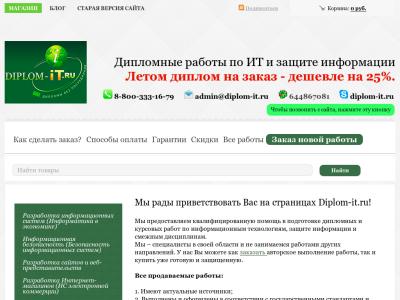 МАГАЗИН БЛОГ СТАРАЯ ВЕРСИЯ САЙТА
Подписаться
Корзина: 0 руб.
DIPLOM-iT.RU
Дипломные работы по ИТ и защите информации
Летом диплом на заказ - дешевле на 25%.
8-800-333-16-79 admin@diplom-it.ru 644867081 diplom-it.ru
Чтобы позвонить с сайта, нажмите эту кнопку
Как сделать заказ? Способы оплаты Гарантии Скидки Все работы Заказ новой работы
Найти товары
Найти
Разработка информационных систем (Информатика в экономике)
Информационная безопасность (Безопасность информационных систем)
Разработка сайтов и веб-представительств
Разработка Интернет-магазинов (ИС электронной коммерции)
Мы рады приветствовать Вас на страницах Diplom-it.ru!
Мы предоставляем квалифицированную помощь в подготовке дипломных и
курсовых работ по информационным технологиям, защите информации и
смежным дисциплинам.
Мы – специалисты в своей области и не занимаемся работами других
направлений. У нас Вы можете как заказать авторское выполнение работы, так и
купить уже готовую и защищенную.
Все продаваемые работы:
1. Имеют актуальные источники;
2. Выполнены и оформлены в соответствии с государственными стандартами и